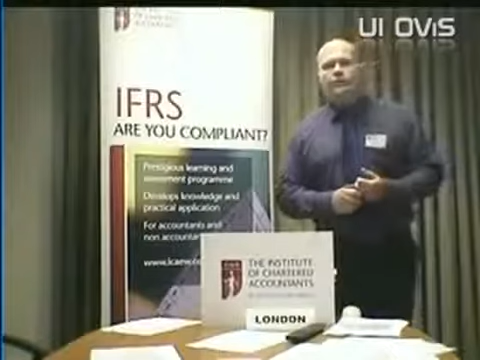 UI OViS
IFRS
ARE YOU COMPLIANT?
Prestigious learning and
assessment programme
Develops knowledge and
practical application
For accountants and
non
THE INSTITUTE
OF CHARTERED
ACCOUNTANTS
LONDON